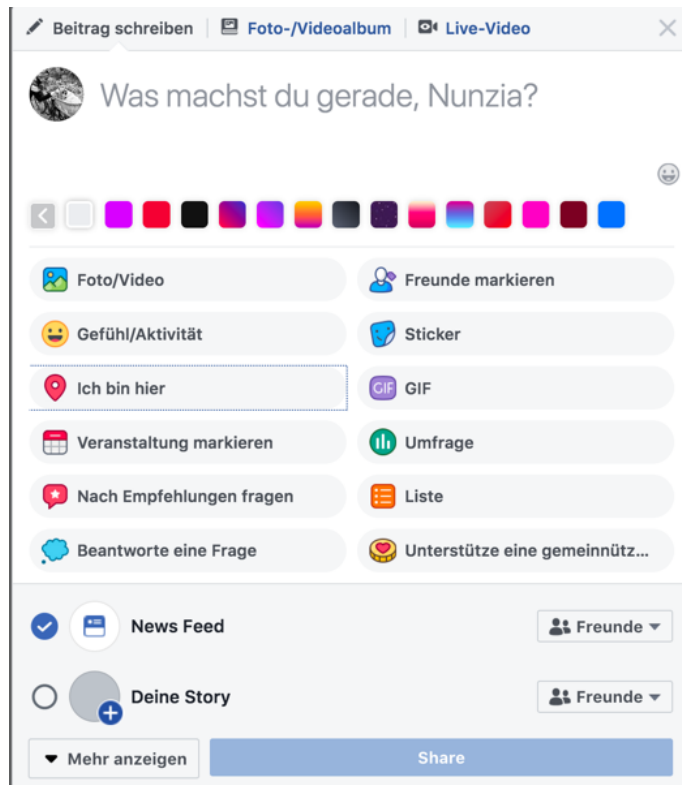 Beitrag schreiben Foto-/Videoalbum Live-Video
Was machst du gerade, Nunzia?
Foto/Video Freunde markieren
Gefühl/Aktivität Sticker
Ich bin hier GIF GIF
Veranstaltung markieren Umfrage
Nach Empfehlungen fragen Liste
Beantworte eine Frage Unterstütze eine gemeinnütz...
News Feed Freunde
Deine Story Freunde
Mehr anzeigen Share